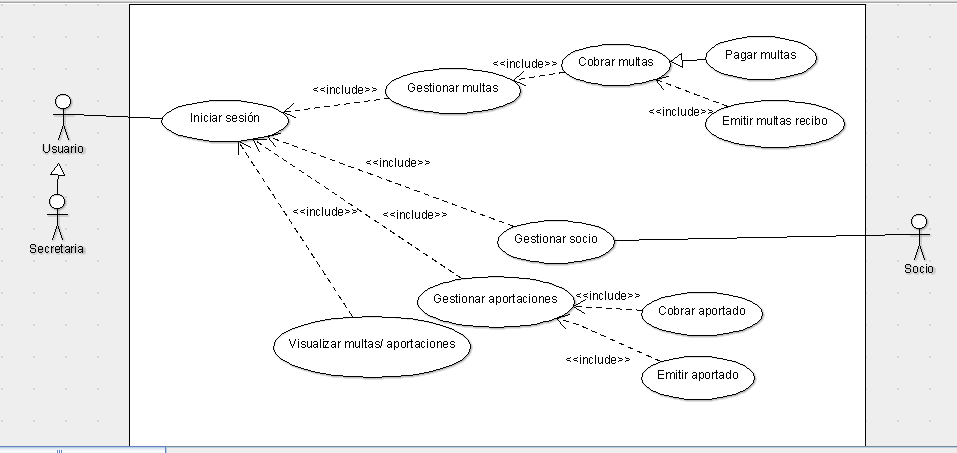 Pagar multas
Cobrar multas
<<include>>
Gestionar multas
<<include>>
Iniciar sesión
<<include>>
Emitir multas recibo
Usuario
<<include>>
<<include>>
<<include>>
Secretaria
Gestionar socio
Socio
Gestionar aportaciones
<<include>>
Cobrar aportado
Visualizar multas/ aportaciones
<<include>>
Emitir aportado